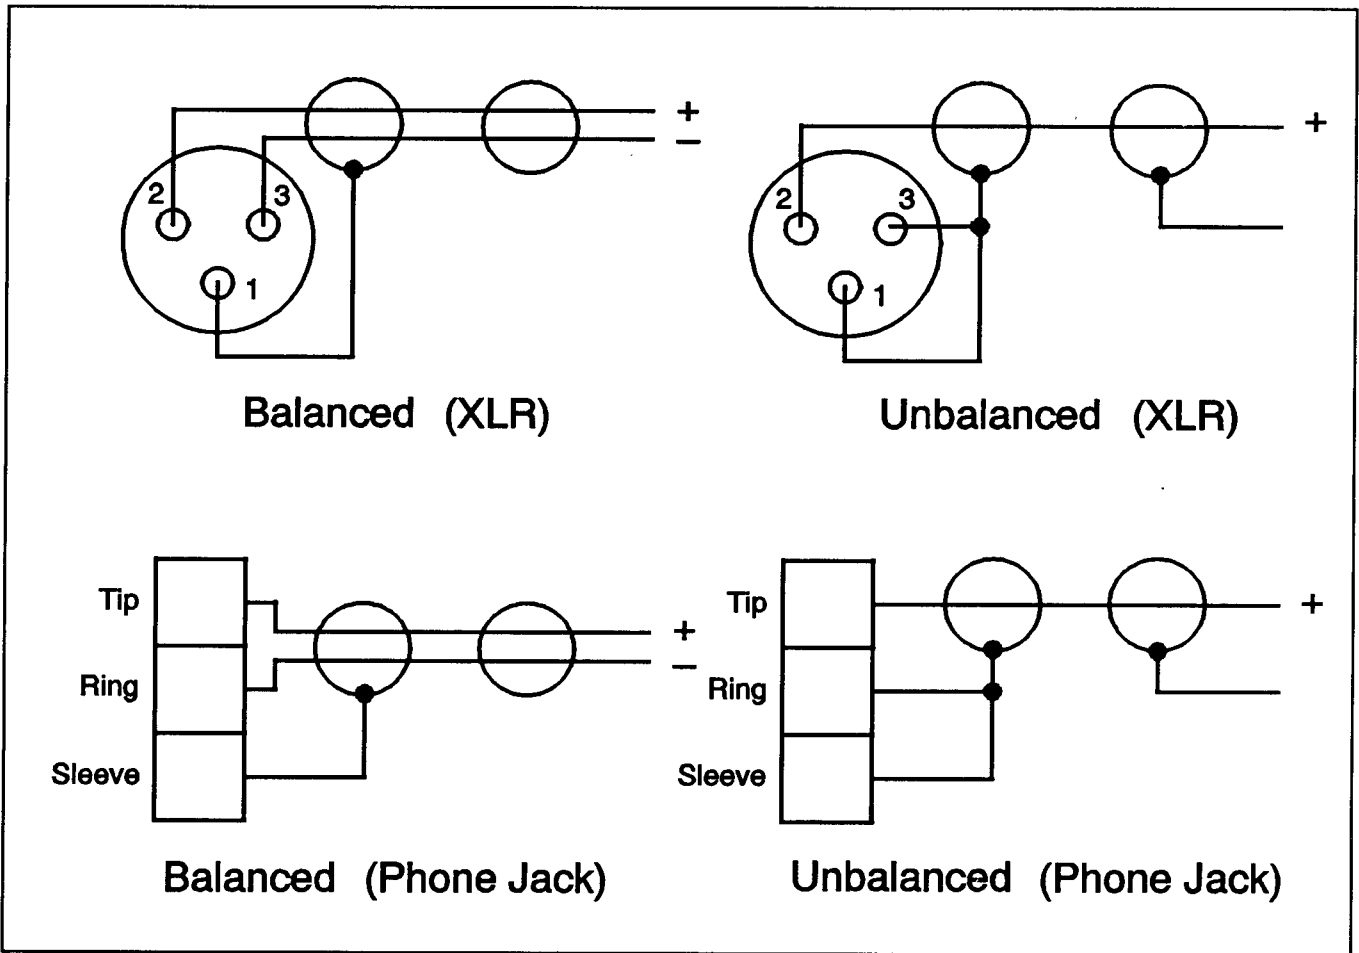 +
−
2
3
1
Balanced (XLR)
+
2
3
1
Unbalanced (XLR)
Tip
Ring
Sleeve
+
−
Balanced (Phone Jack)
Tip
Ring
Sleeve
+
Unbalanced (Phone Jack)